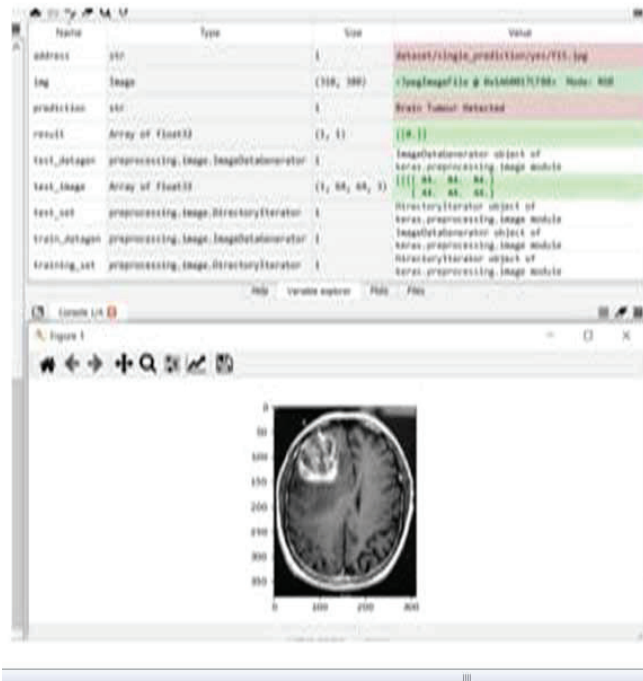 Name Type Size Value
address str 1 dataset/single_prediction/yes/Y15.jpg
img Image (310, 380) Mode: RGB
prediction str 1 Brain Tumour Detected
result Array of float32 (1, 1) [[0.]]
test_datagen preprocessing.image.ImageDataGenerator 1 ImageDataGenerator object of
keras.preprocessing.image module
test_image Array of float32 (1, 64, 64, 3)
test_set preprocessing.image.DirectoryIterator 1 DirectoryIterator object of
keras.preprocessing.image module
train_datagen preprocessing.image.ImageDataGenerator 1 ImageDataGenerator object of
keras.preprocessing.image module
training_set preprocessing.image.DirectoryIterator 1 DirectoryIterator object of
keras.preprocessing.image module
Help Variable explorer Plots Files
Console 1/A
Figure 1
0
50
100
150
200
250
300
350
0 100 200 300